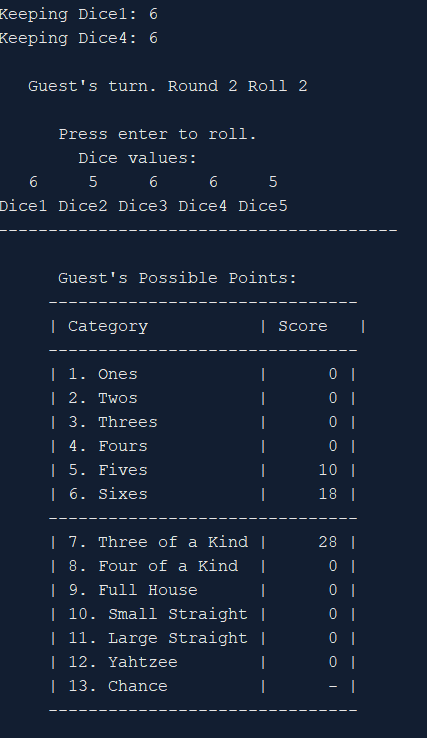 Keeping Dice1: 6
Keeping Dice4: 6
Guest's turn. Round 2 Roll 2
Press enter to roll.
Dice values:
6 5 6 6 5
Dice1 Dice2 Dice3 Dice4 Dice5
----------------------------------------
Guest's Possible Points:
-------------------------------
| Category | Score |
-------------------------------
| 1. Ones | 0 |
| 2. Twos | 0 |
| 3. Threes | 0 |
| 4. Fours | 0 |
| 5. Fives | 10 |
| 6. Sixes | 18 |
-------------------------------
| 7. Three of a Kind | 28 |
| 8. Four of a Kind | 0 |
| 9. Full House | 0 |
| 10. Small Straight | 0 |
| 11. Large Straight | 0 |
| 12. Yahtzee | 0 |
| 13. Chance | - |
-------------------------------